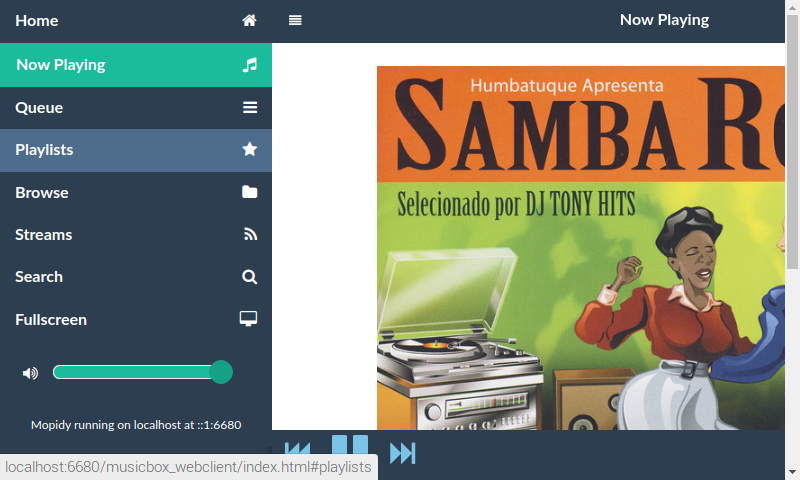 Home
Now Playing
Now Playing
Queue
Playlists
Browse
Streams
Search
Fullscreen
Mopidy running on localhost at ::1:6680
localhost:6680/musicbox_webclient/index.html#playlists
Humbatuque Apresenta
SAMBA
Selecionado por DJ TONY HITS